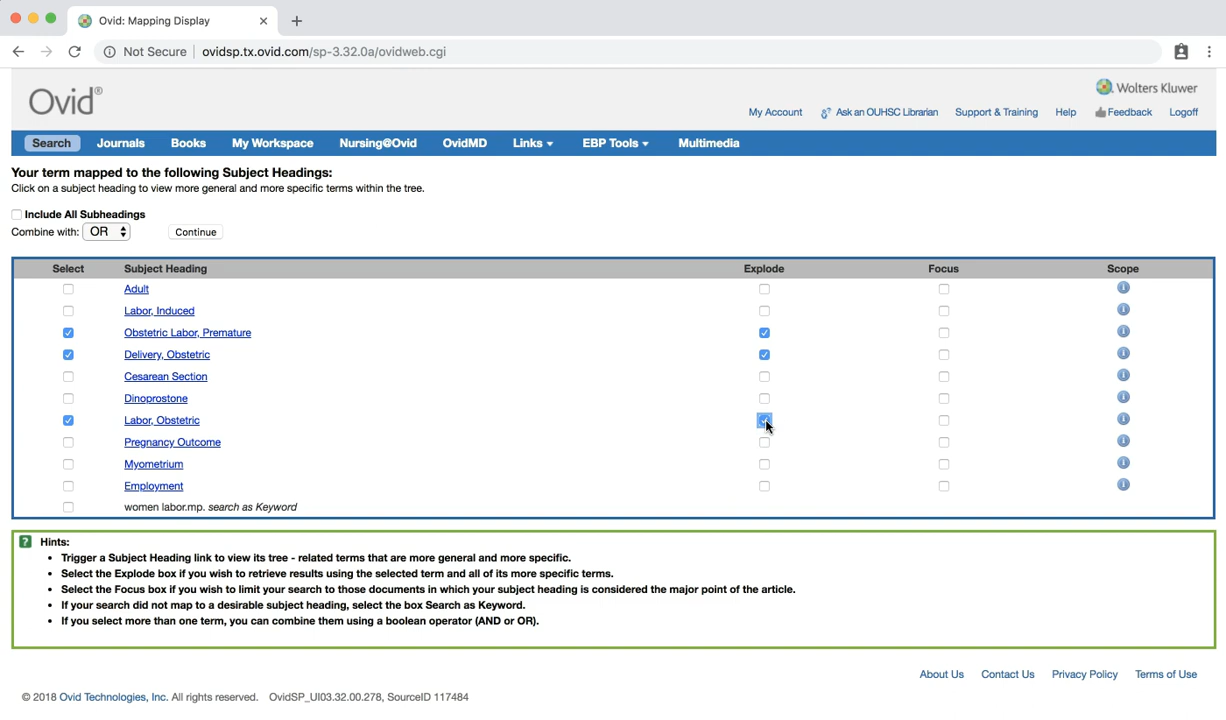 Ovid: Mapping Display
Not Secure ovidsp.tx.ovid.com/sp-3.32.0a/ovidweb.cgi
Ovid®
Wolters Kluwer
My Account Ask an OUHSC Librarian Support & Training Help Feedback Logoff
Search Journals Books My Workspace Nursing@Ovid OvidMD Links EBP Tools Multimedia
Your term mapped to the following Subject Headings:
Click on a subject heading to view more general and more specific terms within the tree.
Include All Subheadings
Combine with: OR Continue
Select Subject Heading Explode Focus Scope
Adult
Labor, Induced
Obstetric Labor, Premature
Delivery, Obstetric
Cesarean Section
Dinoprostone
Labor, Obstetric
Pregnancy Outcome
Myometrium
Employment
women labor.mp. search as Keyword
? Hints:
• Trigger a Subject Heading link to view its tree - related terms that are more general and more specific.
• Select the Explode box if you wish to retrieve results using the selected term and all of its more specific terms.
• Select the Focus box if you wish to limit your search to those documents in which your subject heading is considered the major point of the article.
• If your search did not map to a desirable subject heading, select the box Search as Keyword.
• If you select more than one term, you can combine them using a boolean operator (AND or OR).
About Us Contact Us Privacy Policy Terms of Use
© 2018 Ovid Technologies, Inc. All rights reserved. OvidSP_UI03.32.00.278, SourceID 117484